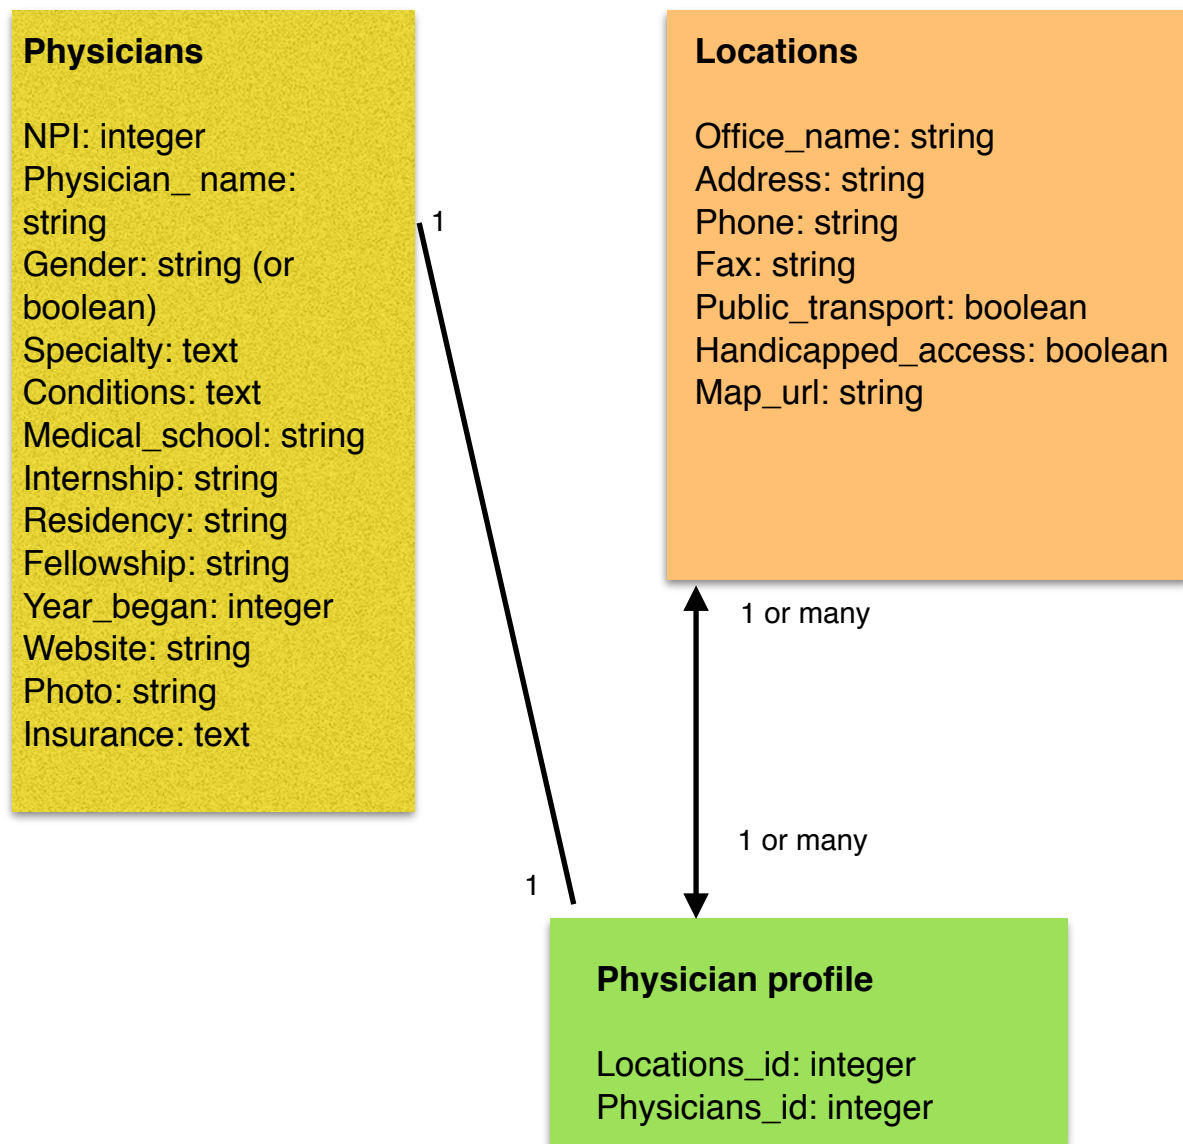 Physicians
NPI: integer
Physician_ name:
string
Gender: string (or
boolean)
Specialty: text
Conditions: text
Medical_school: string
Internship: string
Residency: string
Fellowship: string
Year_began: integer
Website: string
Photo: string
Insurance: text
Locations
Office_name: string
Address: string
Phone: string
Fax: string
Public_transport: boolean
Handicapped_access: boolean
Map_url: string
1
1 or many
1 or many
1
Physician profile
Locations_id: integer
Physicians_id: integer